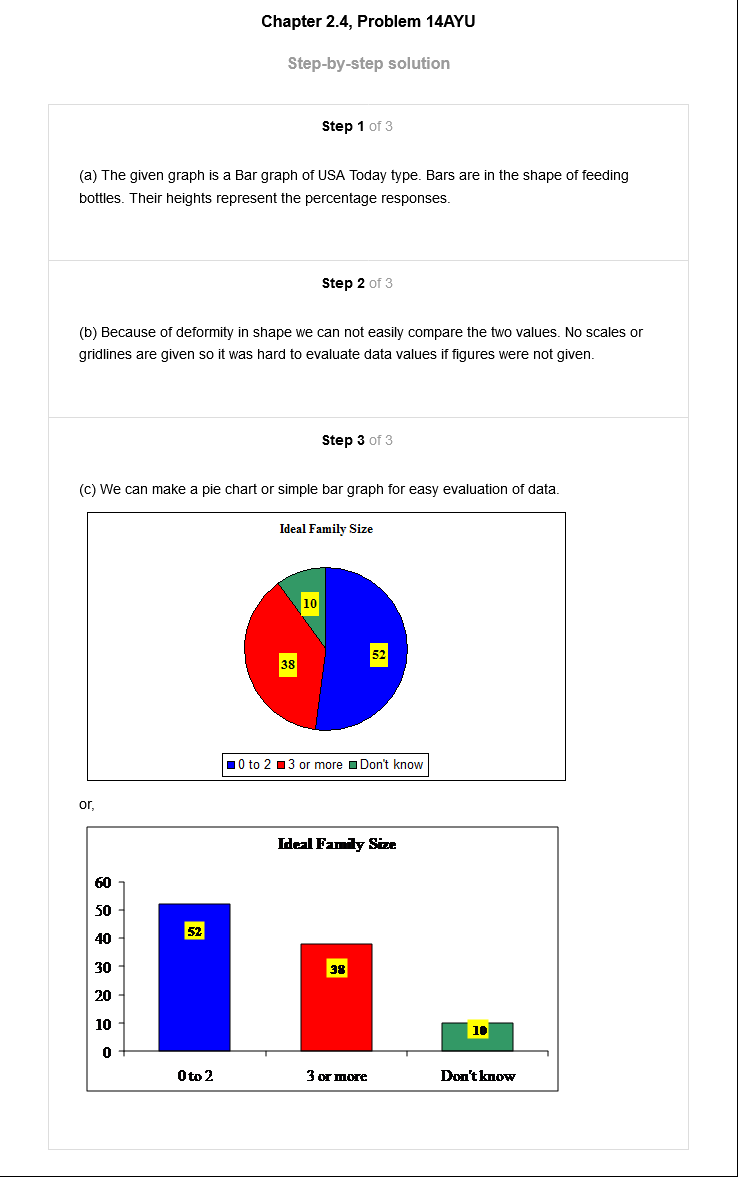 Chapter 2.4, Problem 14AYU
Step-by-step solution
Step 1 of 3
(a) The given graph is a Bar graph of USA Today type. Bars are in the shape of feeding
bottles. Their heights represent the percentage responses.
Step 2 of 3
(b) Because of deformity in shape we can not easily compare the two values. No scales or
gridlines are given so it was hard to evaluate data values if figures were not given.
Step 3 of 3
(c) We can make a pie chart or simple bar graph for easy evaluation of data.
Ideal Family Size
10
52
38
0 to 2 3 or more Don't know
or,
Ideal Family Size
60
50
52
40
38
30
20
10
10
0
0 to 2 3 or more Don't know